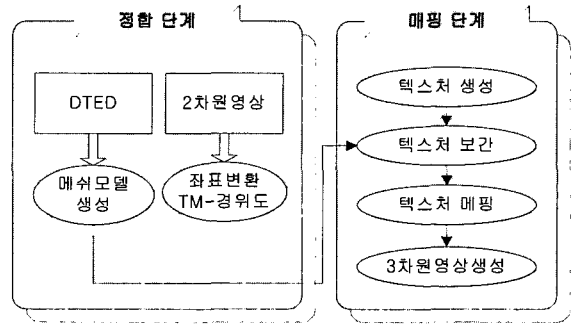 정합 단계
매핑 단계
DTED
2차원영상
메쉬모델
생성
좌표변환
TM-경위도
텍스처 생성
텍스처 보간
텍스처 메핑
3차원영상생성